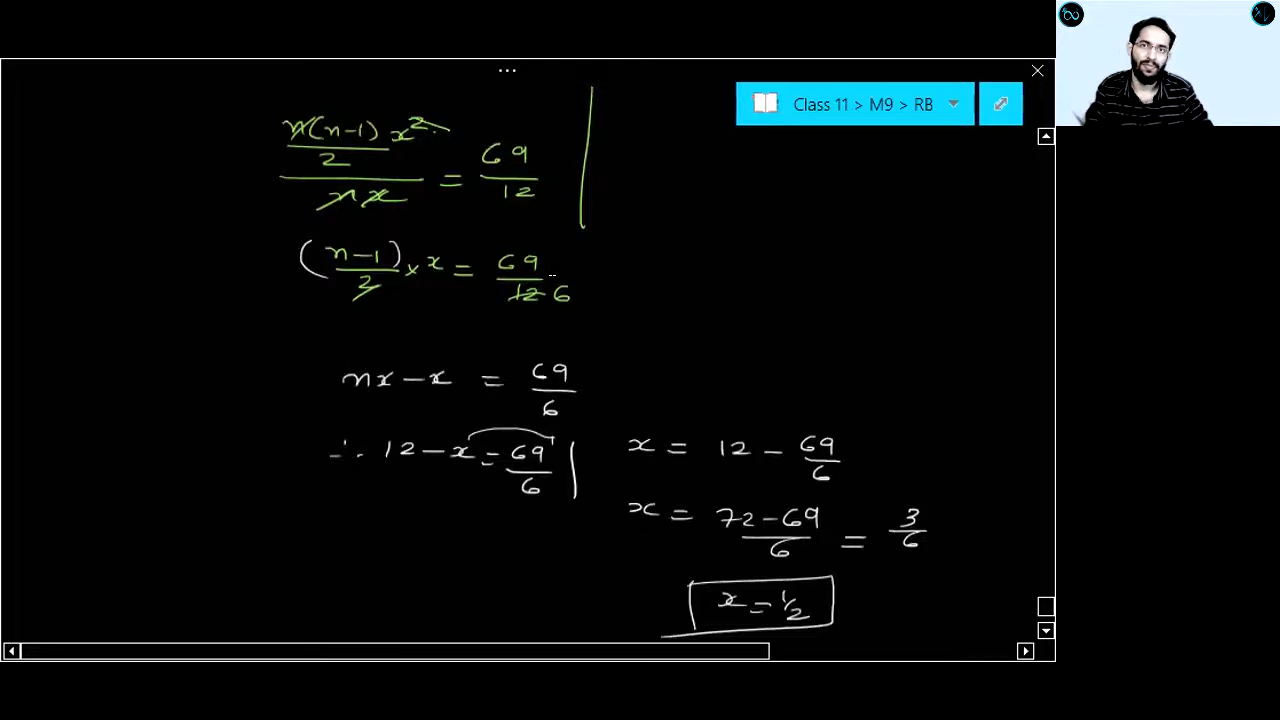 ...
Class 11 > M9 > RB
n(n-1)/2 x² / nx = 69/12
(n-1)/2 × x = 69/12 6
nx - x = 69/6
∴ 12 - x = 69/6
x = 12 - 69/6
x = 72-69/6 = 3/6
x = 1/2